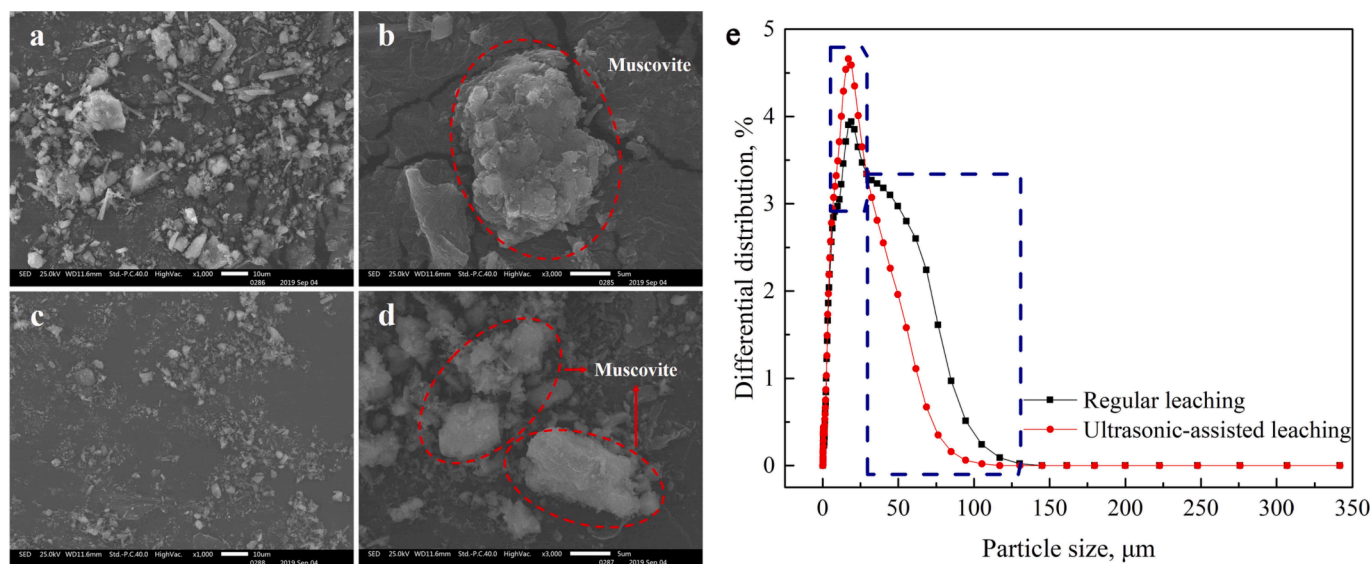 a
b
Muscovite
SED 25.0kV WD11.6mm Std.-P.C.40.0 HighVac. x1,000 10um
0286 2019 Sep 04
SED 25.0kV WD11.6mm Std.-P.C.40.0 HighVac. x3,000 5um
0285 2019 Sep 04
c
d
Muscovite
SED 25.0kV WD11.6mm Std.-P.C.40.0 HighVac. x1,000 10um
0288 2019 Sep 04
SED 25.0kV WD11.6mm Std.-P.C.40.0 HighVac. x3,000 5um
0287 2019 Sep 04
e
Differential distribution, %
5
4
3
2
1
0
Regular leaching
Ultrasonic-assisted leaching
0 50 100 150 200 250 300 350
Particle size, μm